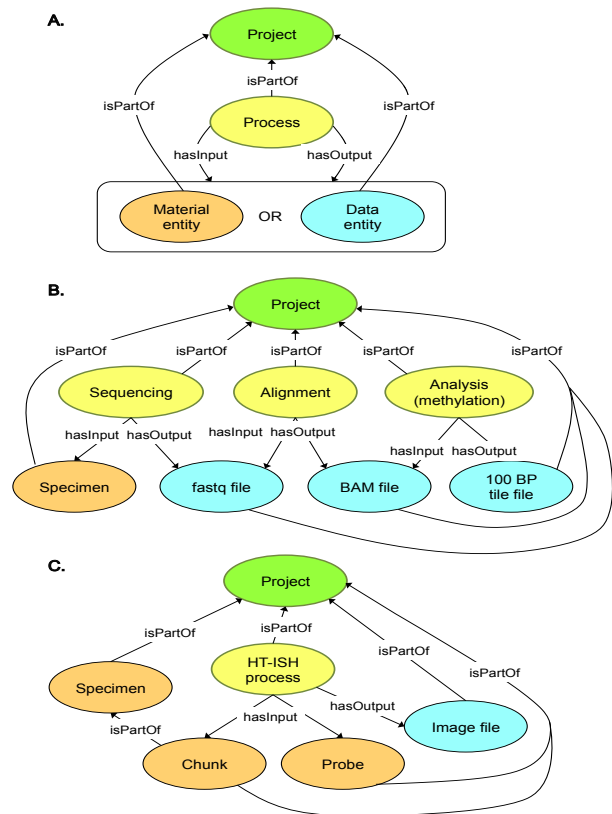 A.
Project
isPartOf
isPartOf
isPartOf
Process
hasInput
hasOutput
Material
entity
OR
Data
entity
B.
Project
isPartOf
isPartOf
isPartOf
isPartOf
isPartOf
Sequencing
Alignment
Analysis
(methylation)
hasInput
hasOutput
hasInput
hasOutput
hasInput
hasOutput
Specimen
fastq file
BAM file
100 BP
tile file
C.
Project
isPartOf
isPartOf
isPartOf
isPartOf
HT-ISH
process
Specimen
hasInput
hasOutput
isPartOf
Image file
Chunk
Probe